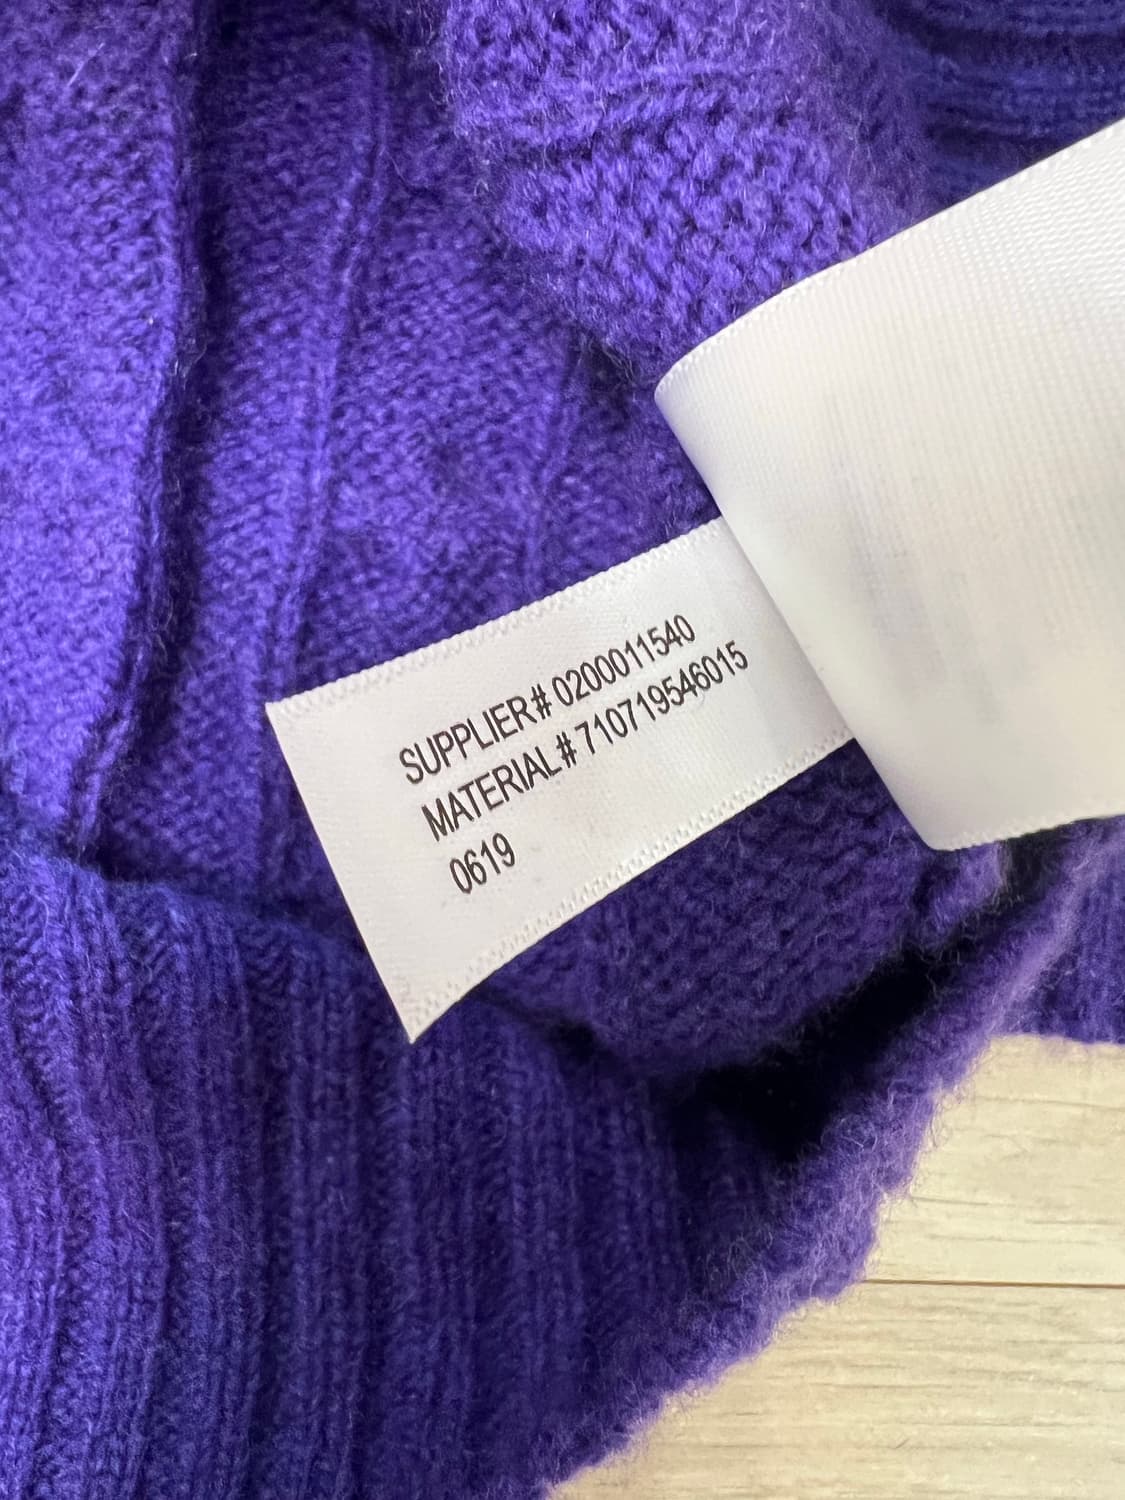 SUPPLIER# 0200011540
MATERIAL# 710719546015
0619